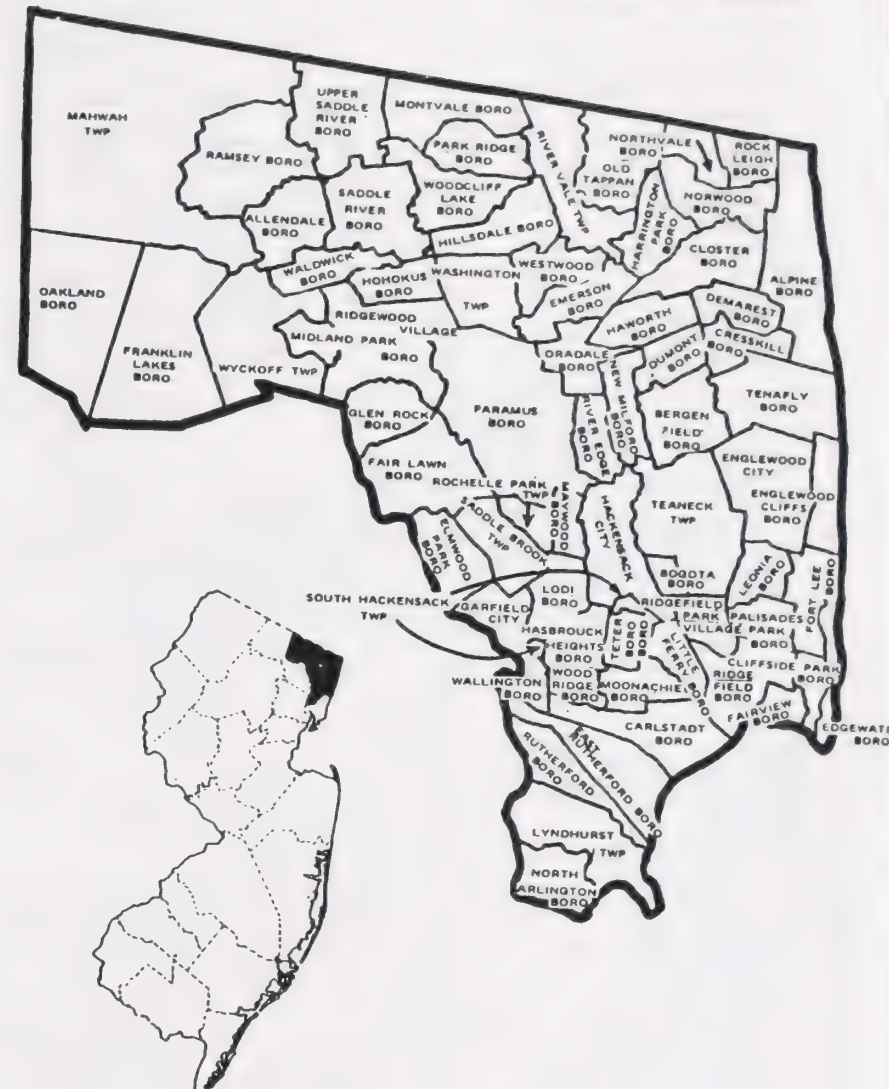 MAHWAH
TWP
UPPER
SADDLE
RIVER
BORO
MONTVALE BORO
PARK RIDGE
BORO
RAMSEY BORO
RIVER VALE TWP
NORTHVALE
BORO
OLD
TAPPAN
BORO
ROCK
LEIGH
BORO
NORWOOD
BORO
HARRINGTON
PARK
BORO
ALLENDALE
BORO
SADDLE
RIVER
BORO
WOODCLIFF
LAKE
BORO
HILLSDALE BORO
CLOSTER
BORO
ALPINE
BORO
WALDWICK
BORO
HOHOKUS
BORO
WASHINGTON
TWP
WESTWOOD
BORO
EMERSON
BORO
OAKLAND
BORO
FRANKLIN
LAKES
BORO
WYCKOFF TWP
RIDGEWOOD
VILLAGE
MIDLAND PARK
BORO
HAWORTH
BORO
DEMAREST
BORO
CRESSKILL
BORO
DUMONT
BORO
ORADALE
BORO
NEW MILFORD
BORO
RIVER EDGE
BORO
PARAMUS
BORO
BERGEN
FIELD
BORO
TENAFLY
BORO
GLEN ROCK
BORO
FAIR LAWN
BORO
ROCHELLE PARK
TWP
MAYWOOD
BORO
HACKENSACK
CITY
TEANECK
TWP
ENGLEWOOD
CITY
ENGLEWOOD
CLIFFS
BORO
ELMWOOD
PARK
BORO
SADDLE BROOK
TWP
BOGOTA
BORO
LEONIA
BORO
FORT LEE
BORO
SOUTH HACKENSACK
TWP
GARFIELD
CITY
LODI
BORO
HASBROUCK
HEIGHTS
BORO
TETER
BORO
BORO
RIDGEFIELD
PARK
VILLAGE
PALISADES
PARK BORO
LITTLE
FERRY BORO
CLIFFSIDE PARK
BORO
RIDGE
FIELD
BORO
WALLINGTON
BORO
WOOD
RIDGE
BORO
MOONACHIE
BORO
CARLSTADT
BORO
FAIRVIEW
BORO
EDGEWATE
BORO
RUTHERFORD
BORO
EAST
RUTHERFORD
BORO
LYNDHURST
TWP
NORTH
ARLINGTON
BORO